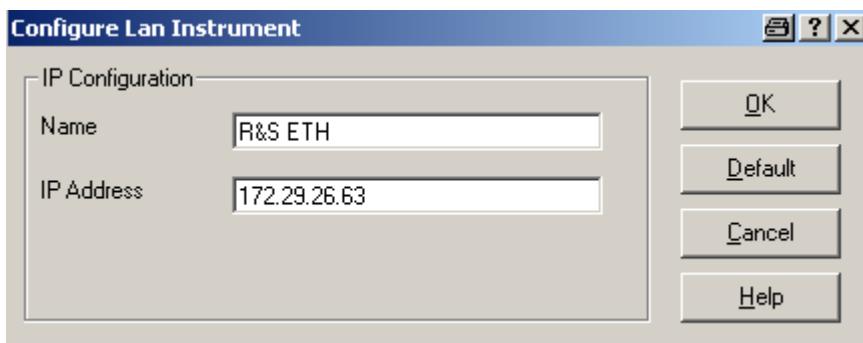 Configure Lan Instrument
?
IP Configuration
Name
R&S ETH
IP Address
172.29.26.63
OK
Default
Cancel
Help